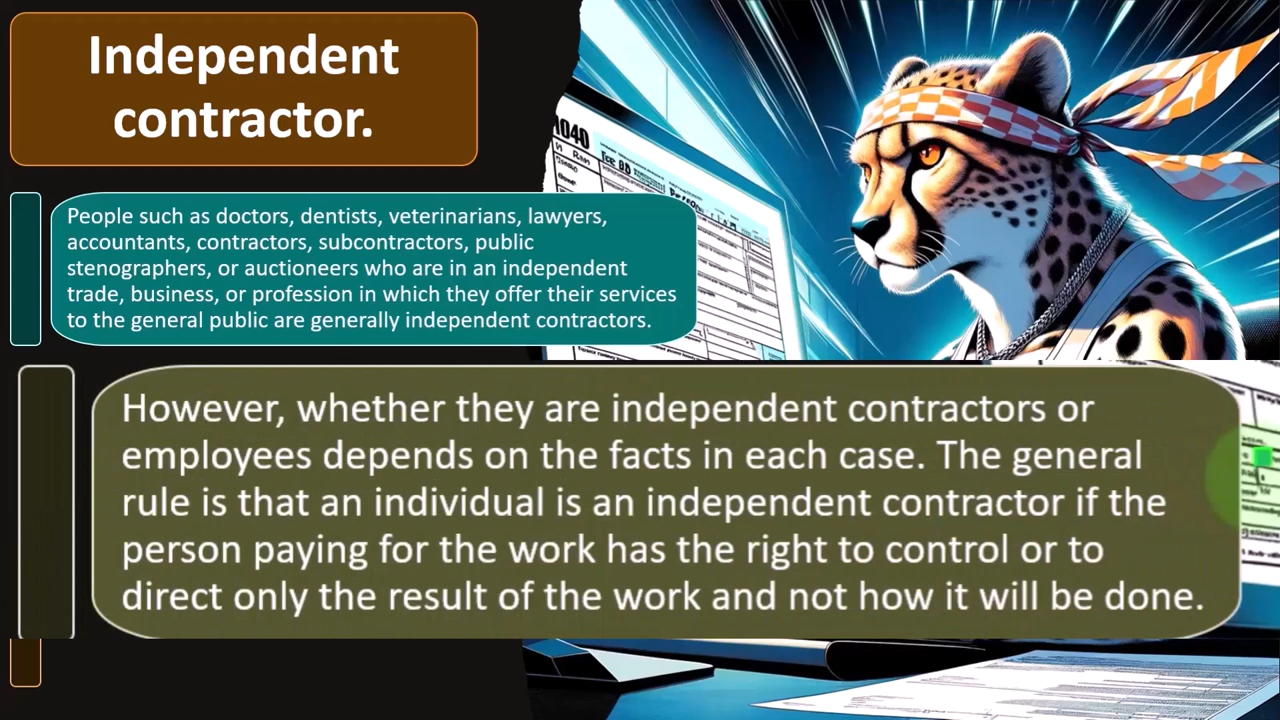 Independent
contractor.
1040
People such as doctors, dentists, veterinarians, lawyers,
accountants, contractors, subcontractors, public
stenographers, or auctioneers who are in an independent
trade, business, or profession in which they offer their services
to the general public are generally independent contractors.
However, whether they are independent contractors or
employees depends on the facts in each case. The general
rule is that an individual is an independent contractor if the
person paying for the work has the right to control or to
direct only the result of the work and not how it will be done.